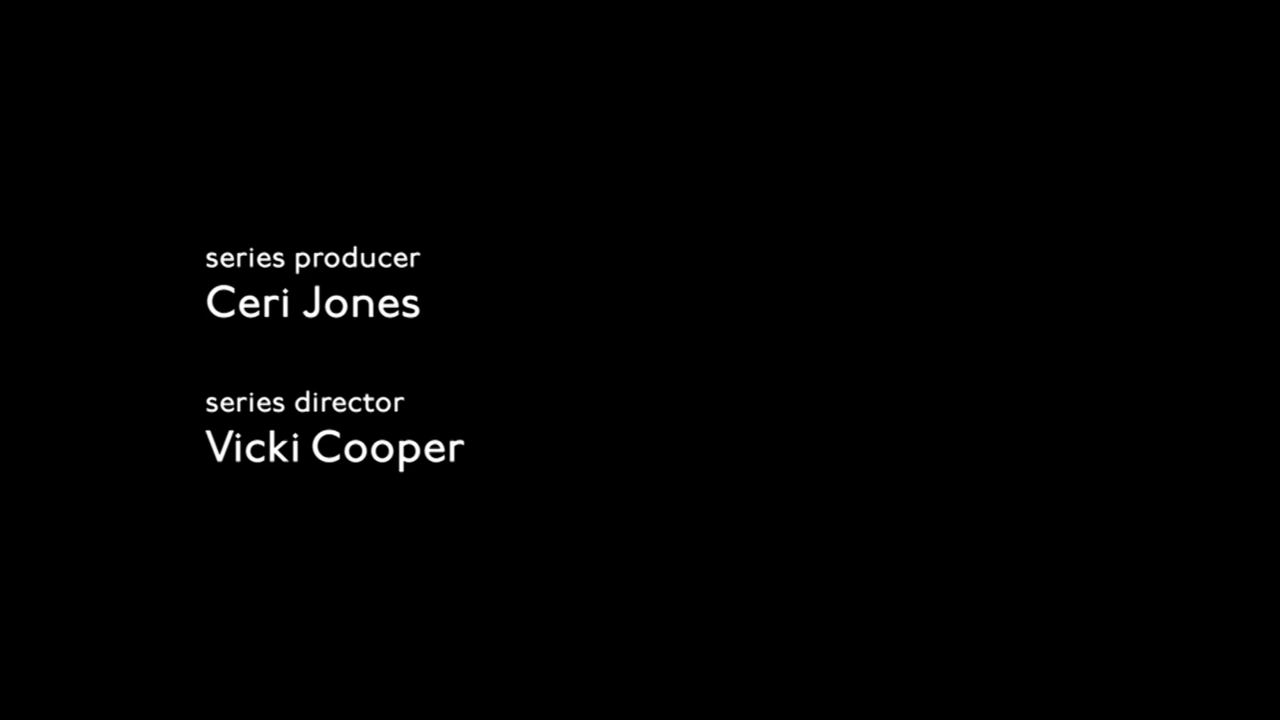 series producer
Ceri Jones
series director
Vicki Cooper